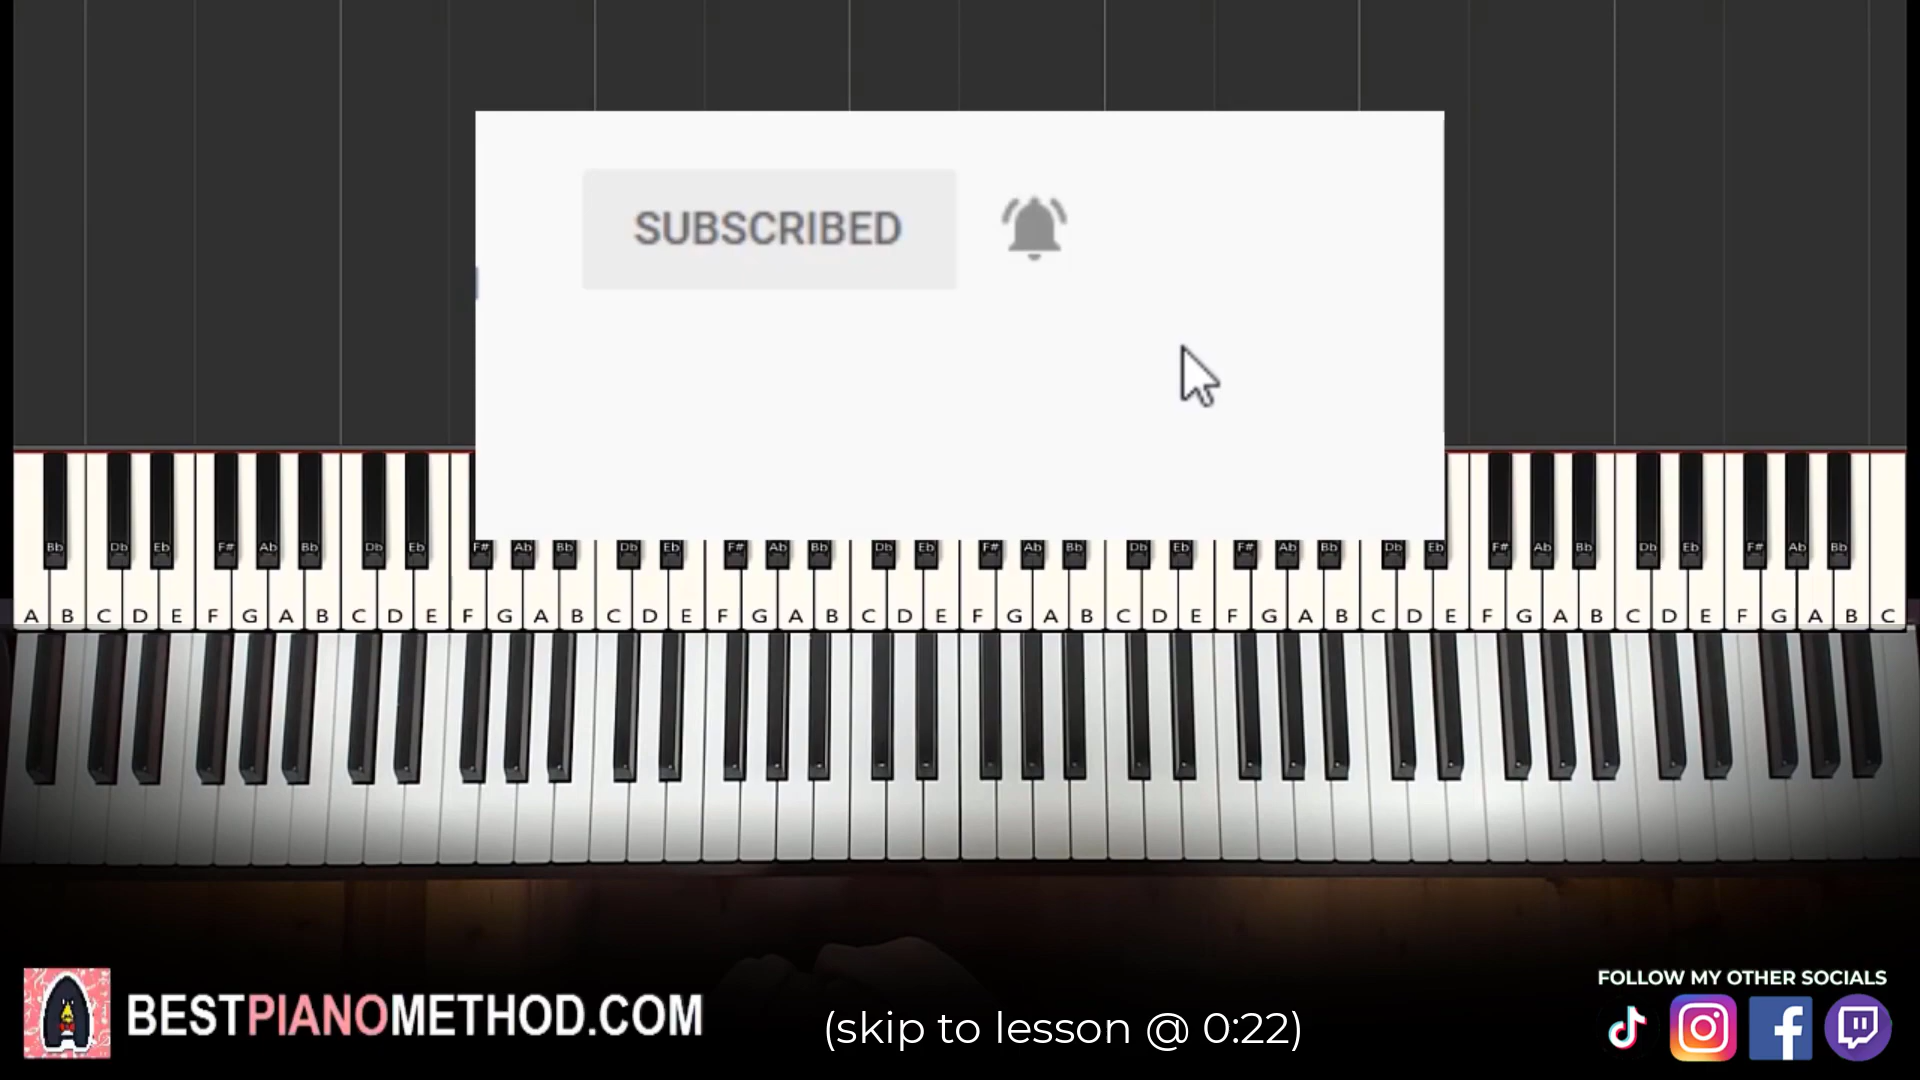 SUBSCRIBED
Bb Db Eb F# Ab Bb Db Eb F# Ab Bb Db Eb F# Ab Bb Db Eb F# Ab Bb Db Eb F# Ab Bb Db Eb F# Ab Bb Db Eb F# Ab Bb
A B C D E F G A B C D E F G A B C D E F G A B C D E F G A B C D E F G A B C D E F G A B C D E F G A B C
FOLLOW MY OTHER SOCIALS
BESTPIANOMETHOD.COM
(skip to lesson @ 0:22)